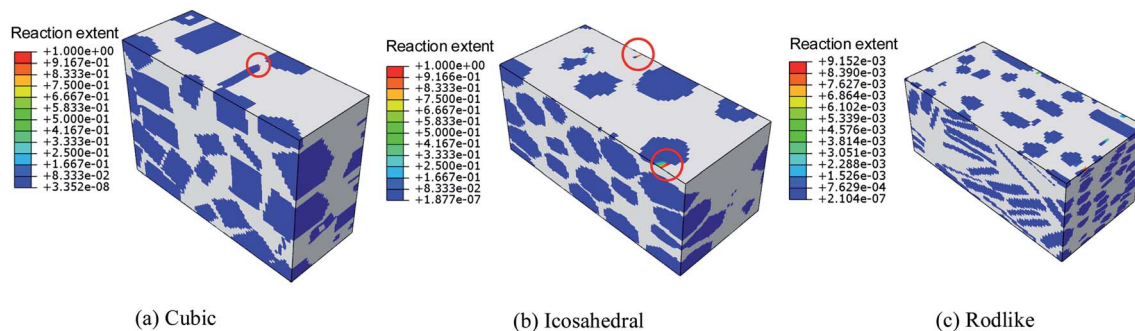 Reaction extent
+1.000e+00
+9.167e-01
+8.333e-01
+7.500e-01
+6.667e-01
+5.833e-01
+5.000e-01
+4.167e-01
+3.333e-01
+2.500e-01
+1.667e-01
+8.333e-02
+3.352e-08
(a) Cubic
Reaction extent
+1.000e+00
+9.166e-01
+8.333e-01
+7.500e-01
+6.667e-01
+5.833e-01
+5.000e-01
+4.167e-01
+3.333e-01
+2.500e-01
+1.667e-01
+8.333e-02
+1.877e-07
(b) Icosahedral
Reaction extent
+9.152e-03
+8.390e-03
+7.627e-03
+6.864e-03
+6.102e-03
+5.339e-03
+4.576e-03
+3.814e-03
+3.051e-03
+2.288e-03
+1.526e-03
+7.629e-04
+2.104e-07
(c) Rodlike